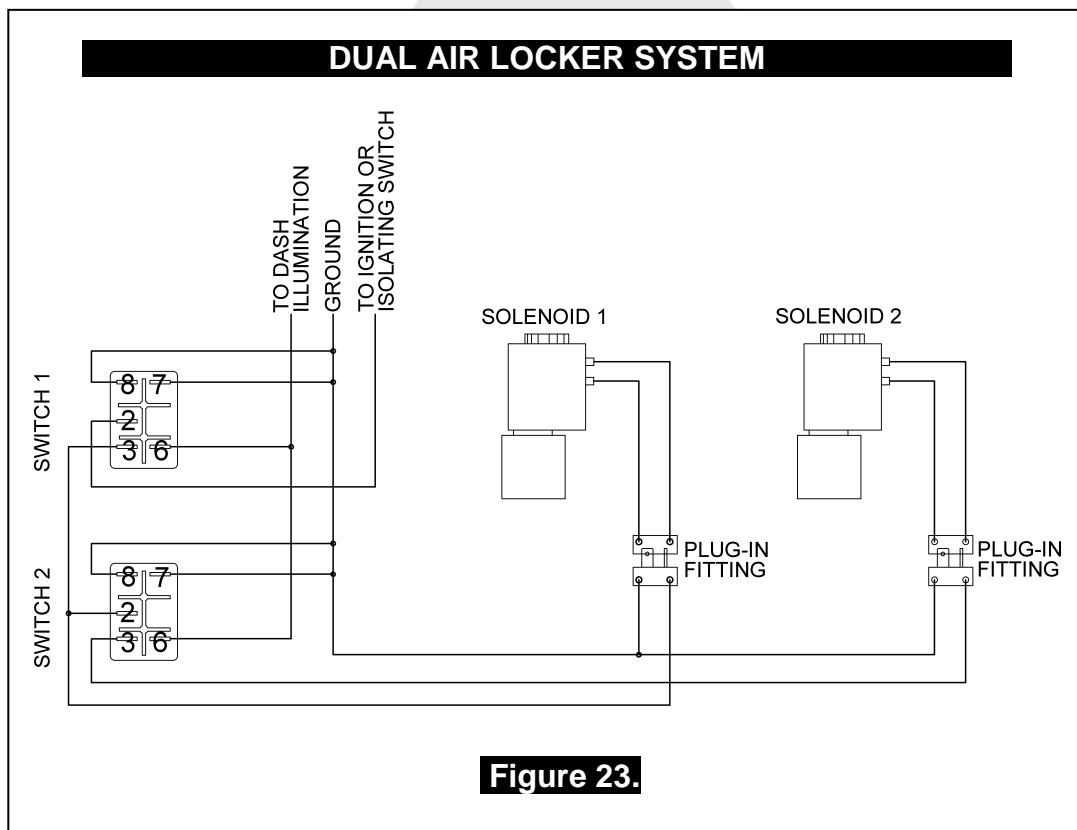 DUAL AIR LOCKER SYSTEM
TO DASH
ILLUMINATION
GROUND
TO IGNITION OR
ISOLATING SWITCH
SOLENOID 1
SOLENOID 2
SWITCH 1
8 7
2
3 6
SWITCH 2
8 7
2
3 6
PLUG-IN
FITTING
PLUG-IN
FITTING
Figure 23.